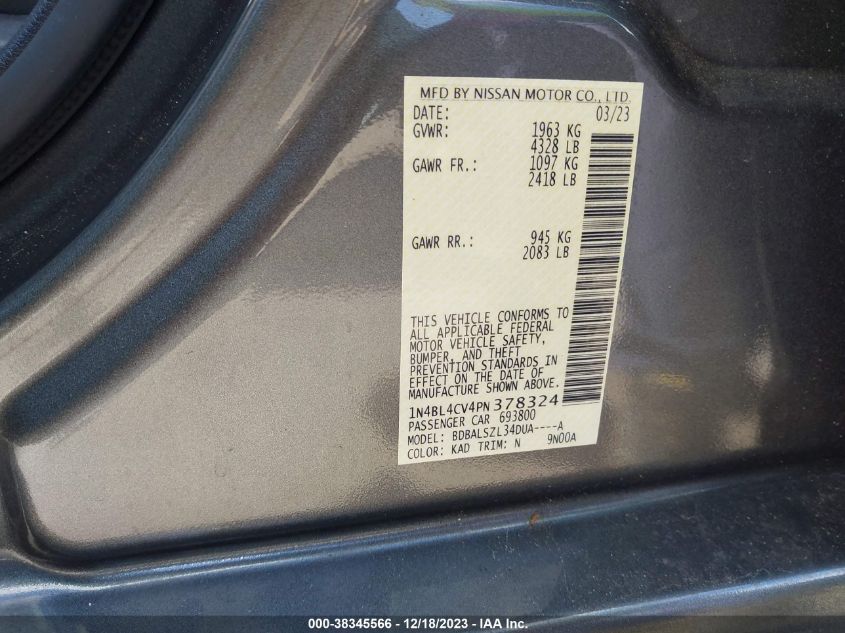 MFD BY NISSAN MOTOR CO., LTD.
DATE: 03/23
GVWR: 1963 KG
4328 LB
GAWR FR.: 1097 KG
2418 LB
GAWR RR.: 945 KG
2083 LB
THIS VEHICLE CONFORMS TO
ALL APPLICABLE FEDERAL
MOTOR VEHICLE SAFETY,
BUMPER, AND THEFT
PREVENTION STANDARDS IN
EFFECT ON THE DATE OF
MANUFACTURE SHOWN ABOVE.
1N4BL4CV4PN378324
PASSENGER CAR 693800
MODEL: BDBALSZL34DUA----A
COLOR: KAD TRIM: N 9N00A
000-38345566 - 12/18/2023 - IAA Inc.